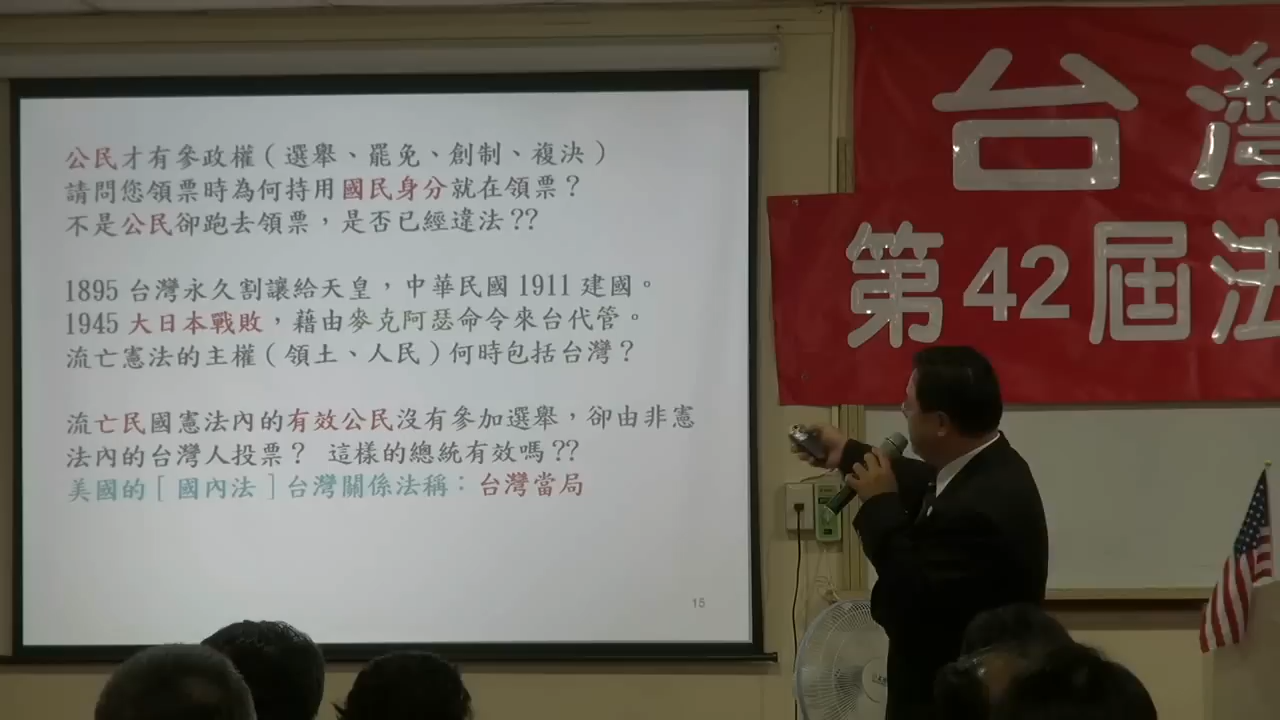 公民才有參政權(選舉、罷免、創制、複決)
請問您領票時為何持用國民身分就在領票?
不是公民卻跑去領票,是否已經違法??
1895 台灣永久割讓給天皇,中華民國 1911 建國。
1945 大日本戰敗,藉由麥克阿瑟命令來台代管。
流亡憲法的主權(領土、人民)何時包括台灣?
流亡民國憲法內的有效公民沒有參加選舉,卻由非憲
法內的台灣人投票? 這樣的總統有效嗎??
美國的[國內法]台灣關係法稱:台灣當局
15
台灣
第42屆法